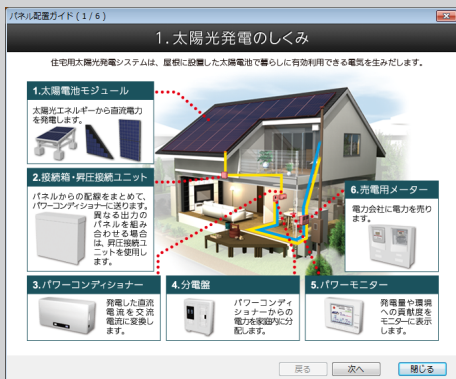 パネル配置ガイド ( 1 / 6 )
1.太陽光発電のしくみ
住宅用太陽光発電システムは、屋根に設置した太陽電池で暮らしに有効利用できる電気を生みだします。
1.太陽電池モジュール
太陽光エネルギーから直流電力
を発電します。
2.接続箱・昇圧接続ユニット
パネルからの配線をまとめて、
パワーコンディショナーに送ります。
異なる出力の
パネルを組み
合わせる場合
は、昇圧接続ユ
ニットを使用し
ます。
6.売電用メーター
電力会社に電力を売り
ます。
3.パワーコンディショナー
発電した直流
電流を交流
電流に変換し
ます。
4.分電盤
パワーコンディ
ショナーからの
電力を家庭内に分
配します。
5.パワーモニター
発電量や環境
への貢献度を
モニターに表示
します。
戻る
次へ
閉じる